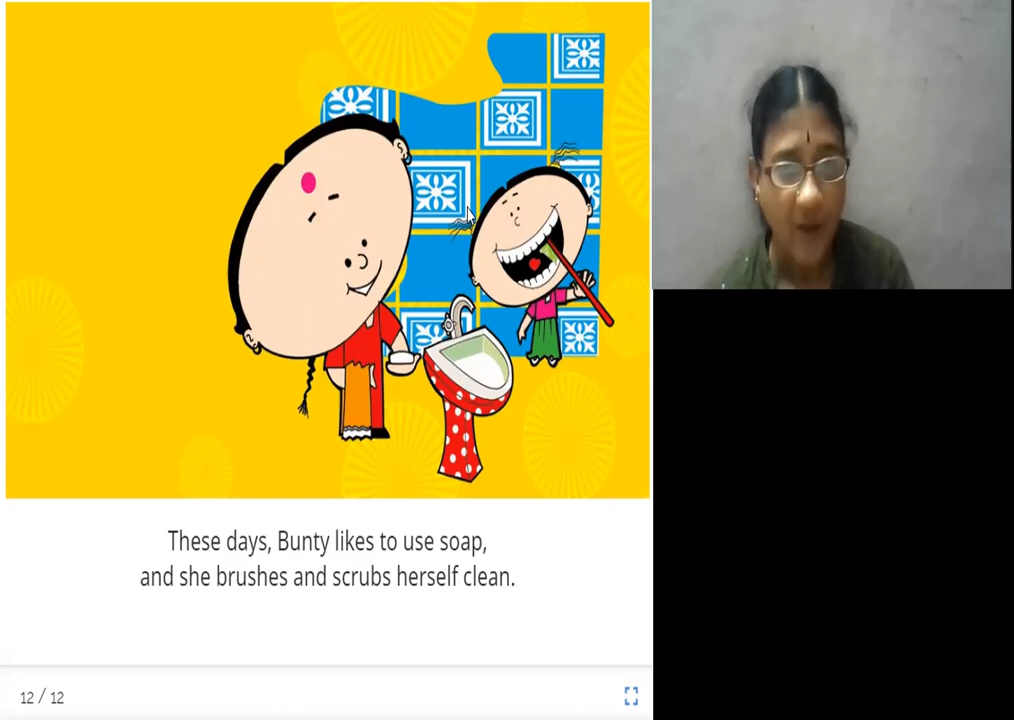 These days, Bunty likes to use soap,
and she brushes and scrubs herself clean.
12 / 12